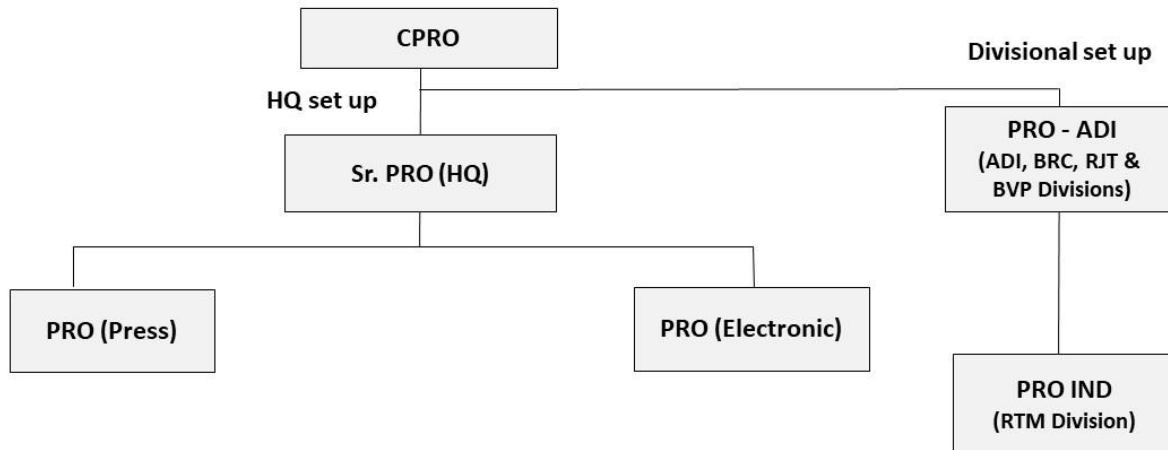 CPRO
Divisional set up
HQ set up
PRO - ADI
(ADI, BRC, RJT &
BVP Divisions)
Sr. PRO (HQ)
PRO (Press)
PRO (Electronic)
PRO IND
(RTM Division)